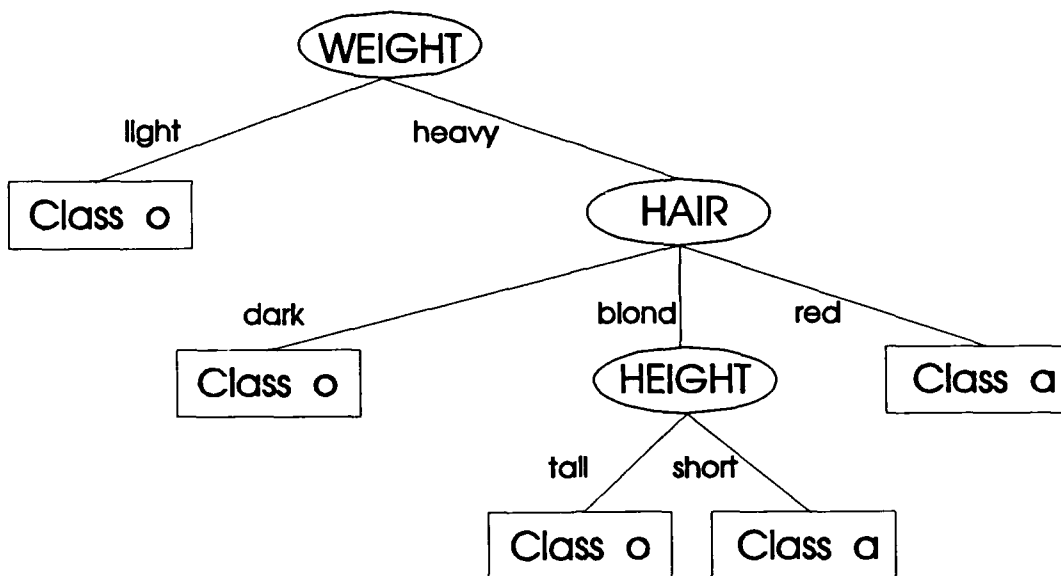 WEIGHT
light
heavy
Class o
HAIR
dark
blond
red
Class o
HEIGHT
Class a
tall
short
Class o
Class a